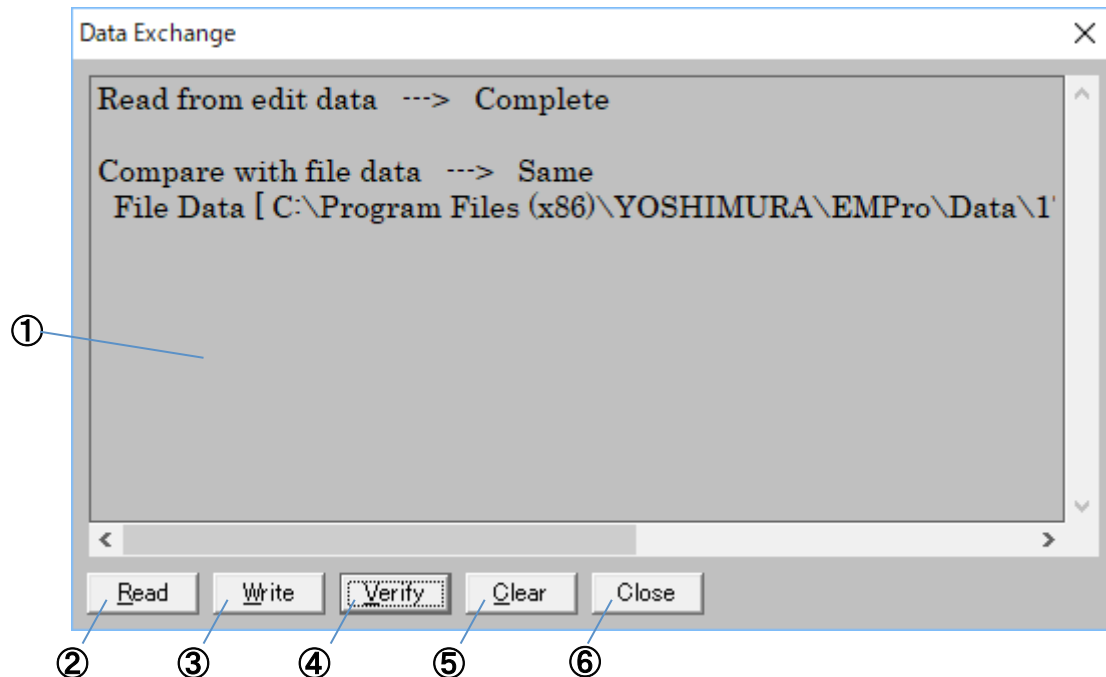 Data Exchange
Read from edit data ---> Complete
Compare with file data ---> Same
File Data [ C:\Program Files (x86)\YOSHIMURA\EMPro\Data\1
①
Read Write Verify Clear Close
② ③ ④ ⑤ ⑥